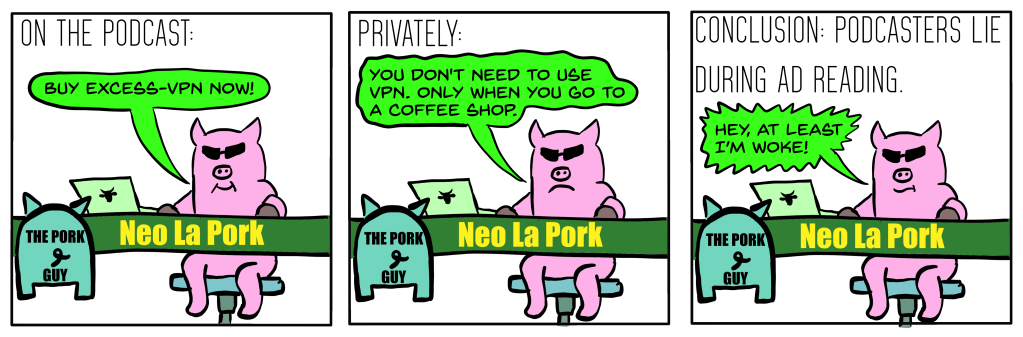 ON THE PODCAST:
BUY EXCESS-VPN NOW!
Neo La Pork
THE PORK
GUY
PRIVATELY:
YOU DON'T NEED TO USE
VPN. ONLY WHEN YOU GO TO
A COFFEE SHOP.
Neo La Pork
THE PORK
GUY
CONCLUSION: PODCASTERS LIE
DURING AD READING.
HEY, AT LEAST
I'M WOKE!
Neo La Pork
THE PORK
GUY